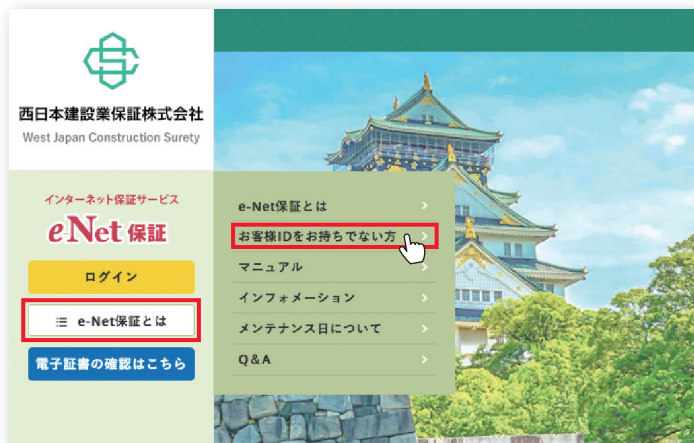 西日本建設業保証株式会社
West Japan Construction Surety
インターネット保証サービス
e-Net 保証
ログイン
e-Net保証とは
電子証書の確認はこちら
e-Net保証とは
お客様IDをお持ちでない方
マニュアル
インフォメーション
メンテナンス日について
Q&A